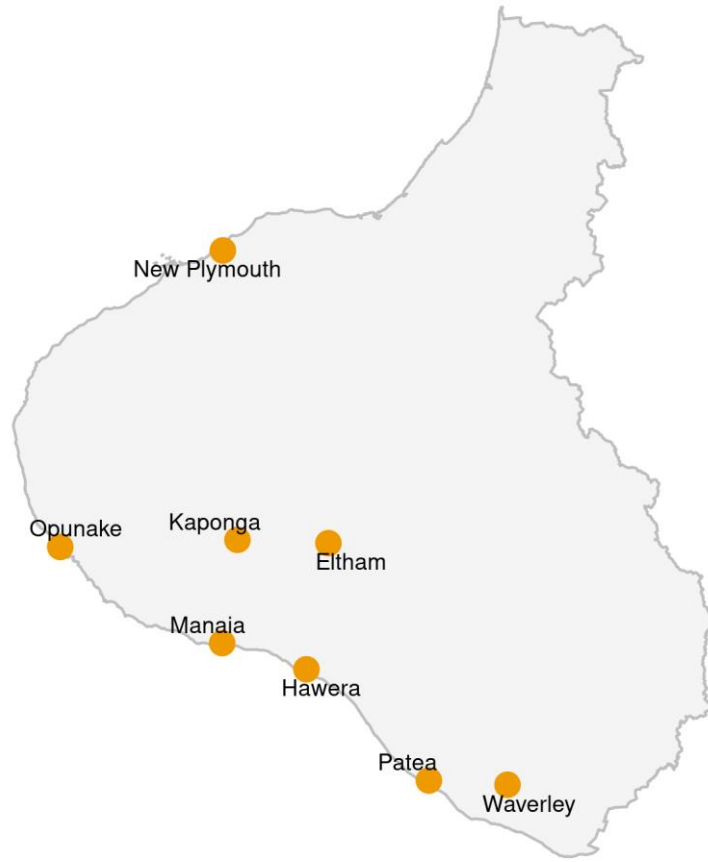 New Plymouth
Opunake
Kaponga
Eltham
Manaia
Hawera
Patea
Waverley